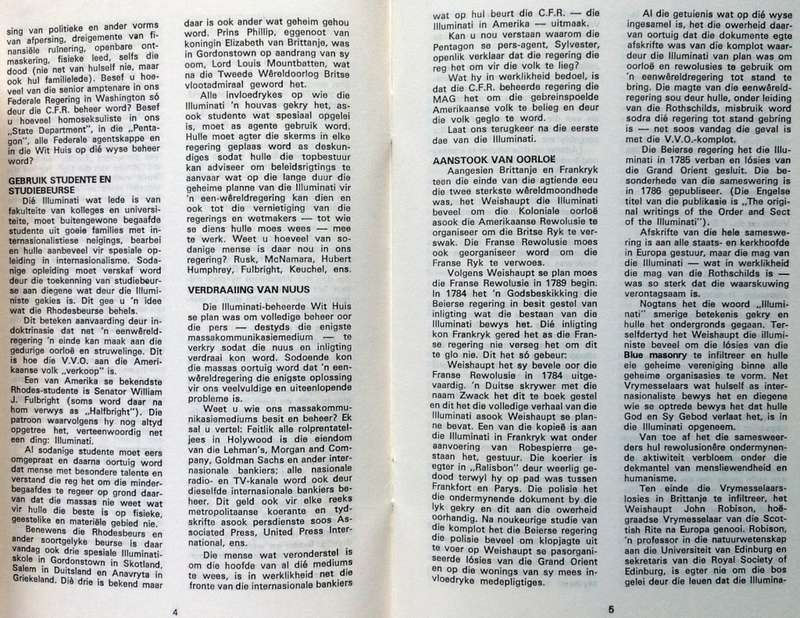 sing van politieke en ander vorms
van afpersing, dreigemente van fi-
nansiële ruïnering, openbare ont-
maskering, fisieke leed, selfs die
dood (nie net van hulself nie, maar
ook hul familielede). Besef u hoe-
veel van die senior amptenare in ons
Federale Regering in Washington só
deur die C.F.R. beheer word? Besef
u hoeveel homoseksuliste in ons
„State Department”, in die „Penta-
gon”, alle Federale agentskappe en
in die Wit Huis op dié wyse beheer
word?
GEBRUIK STUDENTE EN
STUDIEBEURSE
Dié Illuminati wat lede is van
fakulteite van kolleges en universi-
teite, moet buitengewone begaafde
studente uit goeie families met in-
ternasionalistiese neigings, bearbei
en hulle aanbeveel vir spesiale op-
leiding in internasionalisme. Soda-
nige opleiding moet verskaf word
deur die toekenning van studiebeur-
se aan diegene wat deur die Illumi-
niste gekies is. Dit gee u 'n idee
wat die Rhodesbeurs behels.
Dit beteken aanvaarding deur in-
doktrinasie dat net 'n eenwêreld-
regering 'n einde kan maak aan die
gedurige oorloë en struwelinge. Dit
is hoe die V.V.O. aan die Ameri-
kaanse volk „verkoop” is.
Een van Amerika se bekendste
Rhodes-studente is Senator William
J. Fulbright (soms word daar na
hom verwys as „Halfbright”). Die
patroon waarvolgens hy nog altyd
opgetree het, verteenwoordig net
een ding: Illuminati.
Al sodanige studente moet eers
omgepraat en daarna oortuig word
dat mense met besondere talente en
verstand die reg het om die minder-
begaafdes te regeer op grond daar-
van dat die massas nie weet wat
vir hulle die beste is op fisieke,
geestelike en materiële gebied nie.
Benewens die Rhodesbeurs en
ander soortgelyke beurse is daar
vandag ook drie spesiale Illuminati-
skole in Gordonstown in Skotland,
Salem in Duitsland en Anavryta in
Griekeland. Dié drie is bekend maar
4
daar is ook ander wat geheim gehou
word. Prins Phillip, eggenoot van
koningin Elizabeth van Brittanje, was
in Gordonstown op aandrang van sy
oom, Lord Louis Mountbatten, wat
na die Tweede Wêreldoorlog Britse
vlootadmiraal geword het.
Alle invloedrykes op wie die
Illuminati 'n houvas gekry het, as-
ook studente wat spesiaal opgelei
is, moet as agente gebruik word.
Hulle moet agter die skerms in elke
regering geplaas word as deskun-
diges sodat hulle die topbestuur
kan adviseer om beleidsrigtings te
aanvaar wat op die lange duur die
geheime planne van die Illuminati vir
'n een-wêreldregering kan dien en
ook tot die vernietiging van die
regerings en wetmakers — tot wie
se diens hulle moes wees — mee
te werk. Weet u hoeveel van so-
danige mense is daar nou in ons
regering? Rusk, McNamara, Hubert
Humphrey, Fulbright, Keuchel, ens.
VERDRAAIING VAN NUUS
Die Illuminati-beheerde Wit Huis
se plan was om volledige beheer oor
die pers — destyds die enigste
massakommunikasiemedium — te
verkry sodat die nuus en inligting
verdraai kon word. Sodoende kon
die massas oortuig word dat 'n een-
wêreldregering die enigste oplossing
vir ons veelvuldige en uiteenlopende
probleme is.
Weet u wie ons massakommu-
nikasiemediums besit en beheer? Ek
sal u vertel: Feitlik alle rolprentatel-
jees in Holywood is die eiendom
van die Lehman's, Morgan and Com-
pany, Goldman Sachs en ander inter-
nasionale bankiers; alle nasionale
radio- en TV-kanale word ook deur
dieselfde internasionale bankiers be-
heer. Dit geld ook vir elke reeks
metropolitaanse koerante en tyd-
skrifte asook persdienste soos As-
sociated Press, United Press Inter-
national, ens.
Die mense wat veronderstel is
om die hoofde van al dié mediums
te wees, is in werklikheid net die
fronte van die internasionale bankiers
wat op hul beurt die C.F.R. — die
Illuminati in Amerika — uitmaak.
Kan u nou verstaan waarom die
Pentagon se pers-agent, Sylvester,
openlik verklaar dat die regering die
reg het om vir die volk te lieg?
Wat hy in werklikheid bedoel, is
dat die C.F.R. beheerde regering die
MAG het om die gebreinspoelde
Amerikaanse volk te belieg en deur
die volk geglo te word.
Laat ons terugkeer na die eerste
dae van die Illuminati.
AANSTOOK VAN OORLOË
Aangesien Brittanje en Frankryk
teen die einde van die agtiende eeu
die twee sterkste wêreldmoondhede
was, het Weishaupt die Illuminati
beveel om die Koloniale oorloë
asook die Amerikaanse Rewolusie te
organiseer om die Britse Ryk te ver-
swak. Die Franse Rewolusie moes
ook georganiseer word om die
Franse Ryk te verwoes.
Volgens Weishaupt se plan moes
die Franse Rewolusie in 1789 begin.
In 1784 het 'n Godsbeskikking die
Beierse regering in besit gestel van
inligting wat die bestaan van die
Illuminati bewys het. Dié inligting
kon Frankryk gered het as die Fran-
se regering nie verseg het om dit
te glo nie. Dit het só gebeur:
Weishaupt het sy bevele oor die
Franse Rewolusie in 1784 uitge-
vaardig. 'n Duitse skrywer met die
naam Zwack het dit te boek gestel
en dit het die volledige verhaal van die
Illuminati asook Weishaupt se plan-
ne bevat. Een van die kopieë is aan
die Illuminati in Frankryk wat onder
aanvoering van Robespierre ge-
staan het, gestuur. Die koerier is
egter in „Ralisbon” deur weerlig ge-
dood terwyl hy op pad was tussen
Frankfort en Parys. Die polisie het
die ondermynende dokument by die
lyk gekry en dit aan die owerheid
oorhandig. Na noukeurige studie van
die komplot het die Beierse regering
die polisie beveel om klopjagte uit
te voer op Weishaupt se pasorgani-
seerde lósies van die Grand Orient
en op die wonings van sy mees in-
vloedryke medepligtiges.
Al die getuienis wat op dié wyse
ingesamel is, het die owerheid daar-
van oortuig dat die dokumente egte
afskrifte was van die komplot waar-
deur die Illuminati van plan was om
oorloë en rewolusies te gebruik om
'n eenwêreldregering tot stand te
bring. Die magte van die eenwêreld-
regering sou deur hulle, onder leiding
van die Rothschilds, misbruik word
sodra dié regering tot stand gebring
is — net soos vandag die geval is
met die V.V.O.-komplot.
Die Beierse regering het die Illu-
minati in 1785 verban en lósies van
die Grand Orient gesluit. Die be-
sonderhede van die sameswering is
in 1786 gepubliseer. (Die Engelse
titel van die publikasie is „The origi-
nal writings of the Order and Sect
of the Illuminati”).
Afskrifte van die hele sameswe-
ring is aan alle staats- en kerkhoofde
in Europa gestuur, maar die mag van
die Illuminati — wat in werklikheid
die mag van die Rothschilds is —
was so sterk dat die waarskuwing
verontagsaam is.
Nogtans het die woord „Illumi-
nati” smerige betekenis gekry en
hulle het ondergronds gegaan. Ter-
selfdertyd het Weishaupt die illumi-
niste beveel om die lósies van die
Blue masonry te infiltreer en hulle
eie geheime vereniging binne alle
geheime organisasies te vorm. Net
Vrymesselaars wat hulself as inter-
nasionaliste bewys het en diegene
wie se optrede bewys het dat hulle
God en Sy Gebod verlaat het, is in
die Illuminati opgeneem.
Van toe af het die samesweer-
ders hul rewolusionêre ondermynen-
de aktiwiteit verbloem onder die
dekmantel van mensliewendheid en
humanisme.
Ten einde die Vrymesselaars-
losies in Brittanje te infiltreer, het
Weishaupt John Robison, hoë-
graadse Vrymesselaar van die Scot-
tish Rite na Europa genooi. Robison,
'n professor in die natuurwetenskap
aan die Universiteit van Edinburg en
sekretaris van die Royal Society of
Edinburg, is egter nie om die bos
gelei deur die leuen dat die Illumina-
5